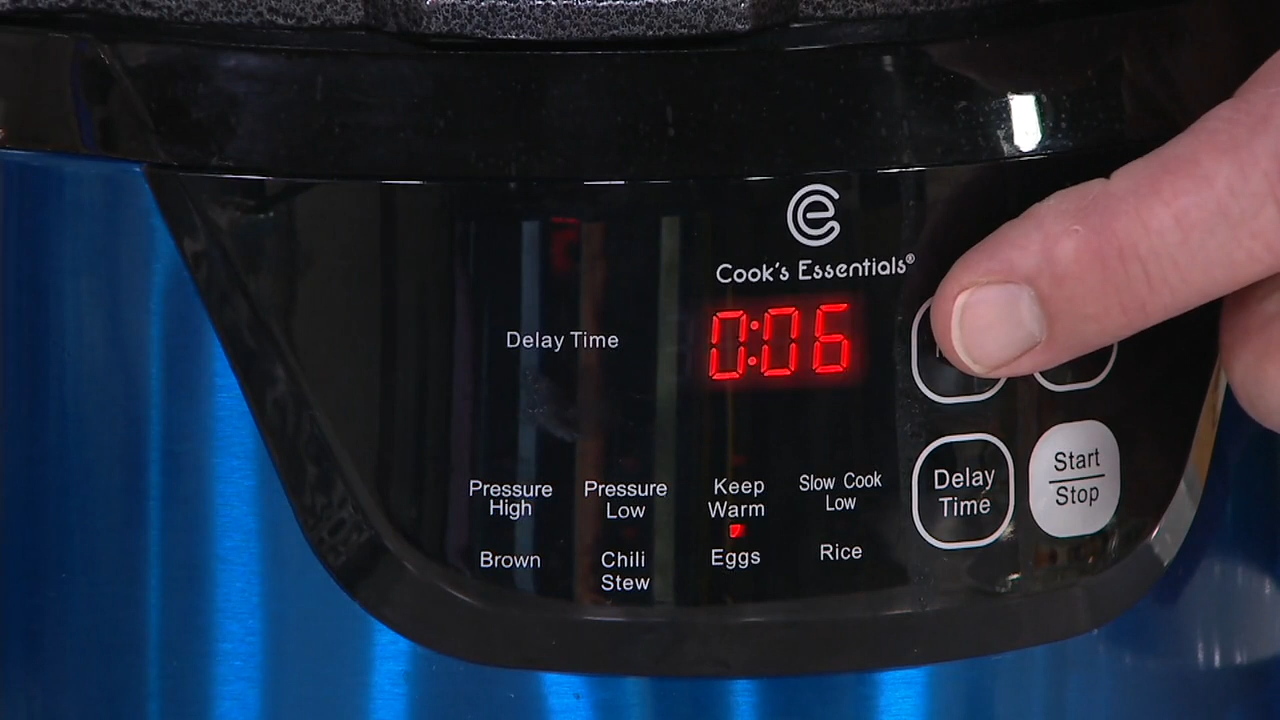 Cook's Essentials®
Delay Time
0:06
Pressure
High
Pressure
Low
Keep
Warm
Slow Cook
Low
Brown
Chili
Stew
Eggs
Rice
Delay
Time
Start
Stop